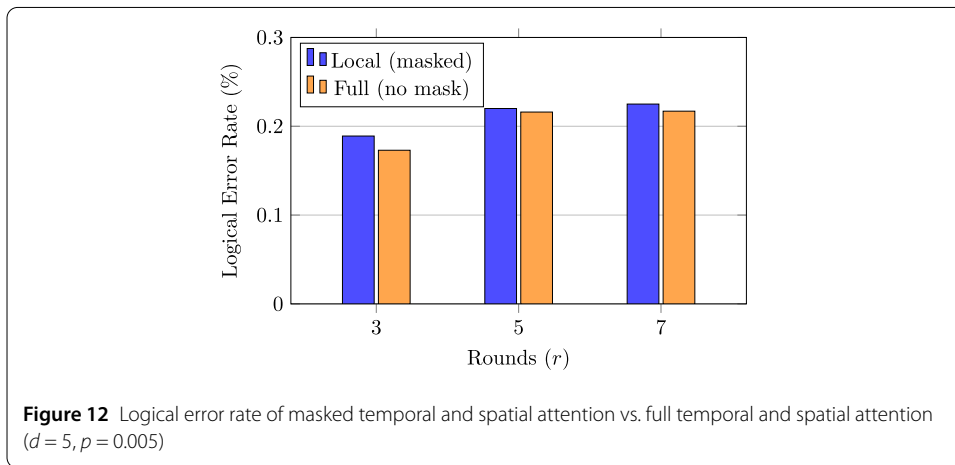 0.3
0.2
0.1
0
Logical Error Rate (%)
Local (masked)
Full (no mask)
3 5 7
Rounds (r)
Figure 12 Logical error rate of masked temporal and spatial attention vs. full temporal and spatial attention
(d = 5, p = 0.005)